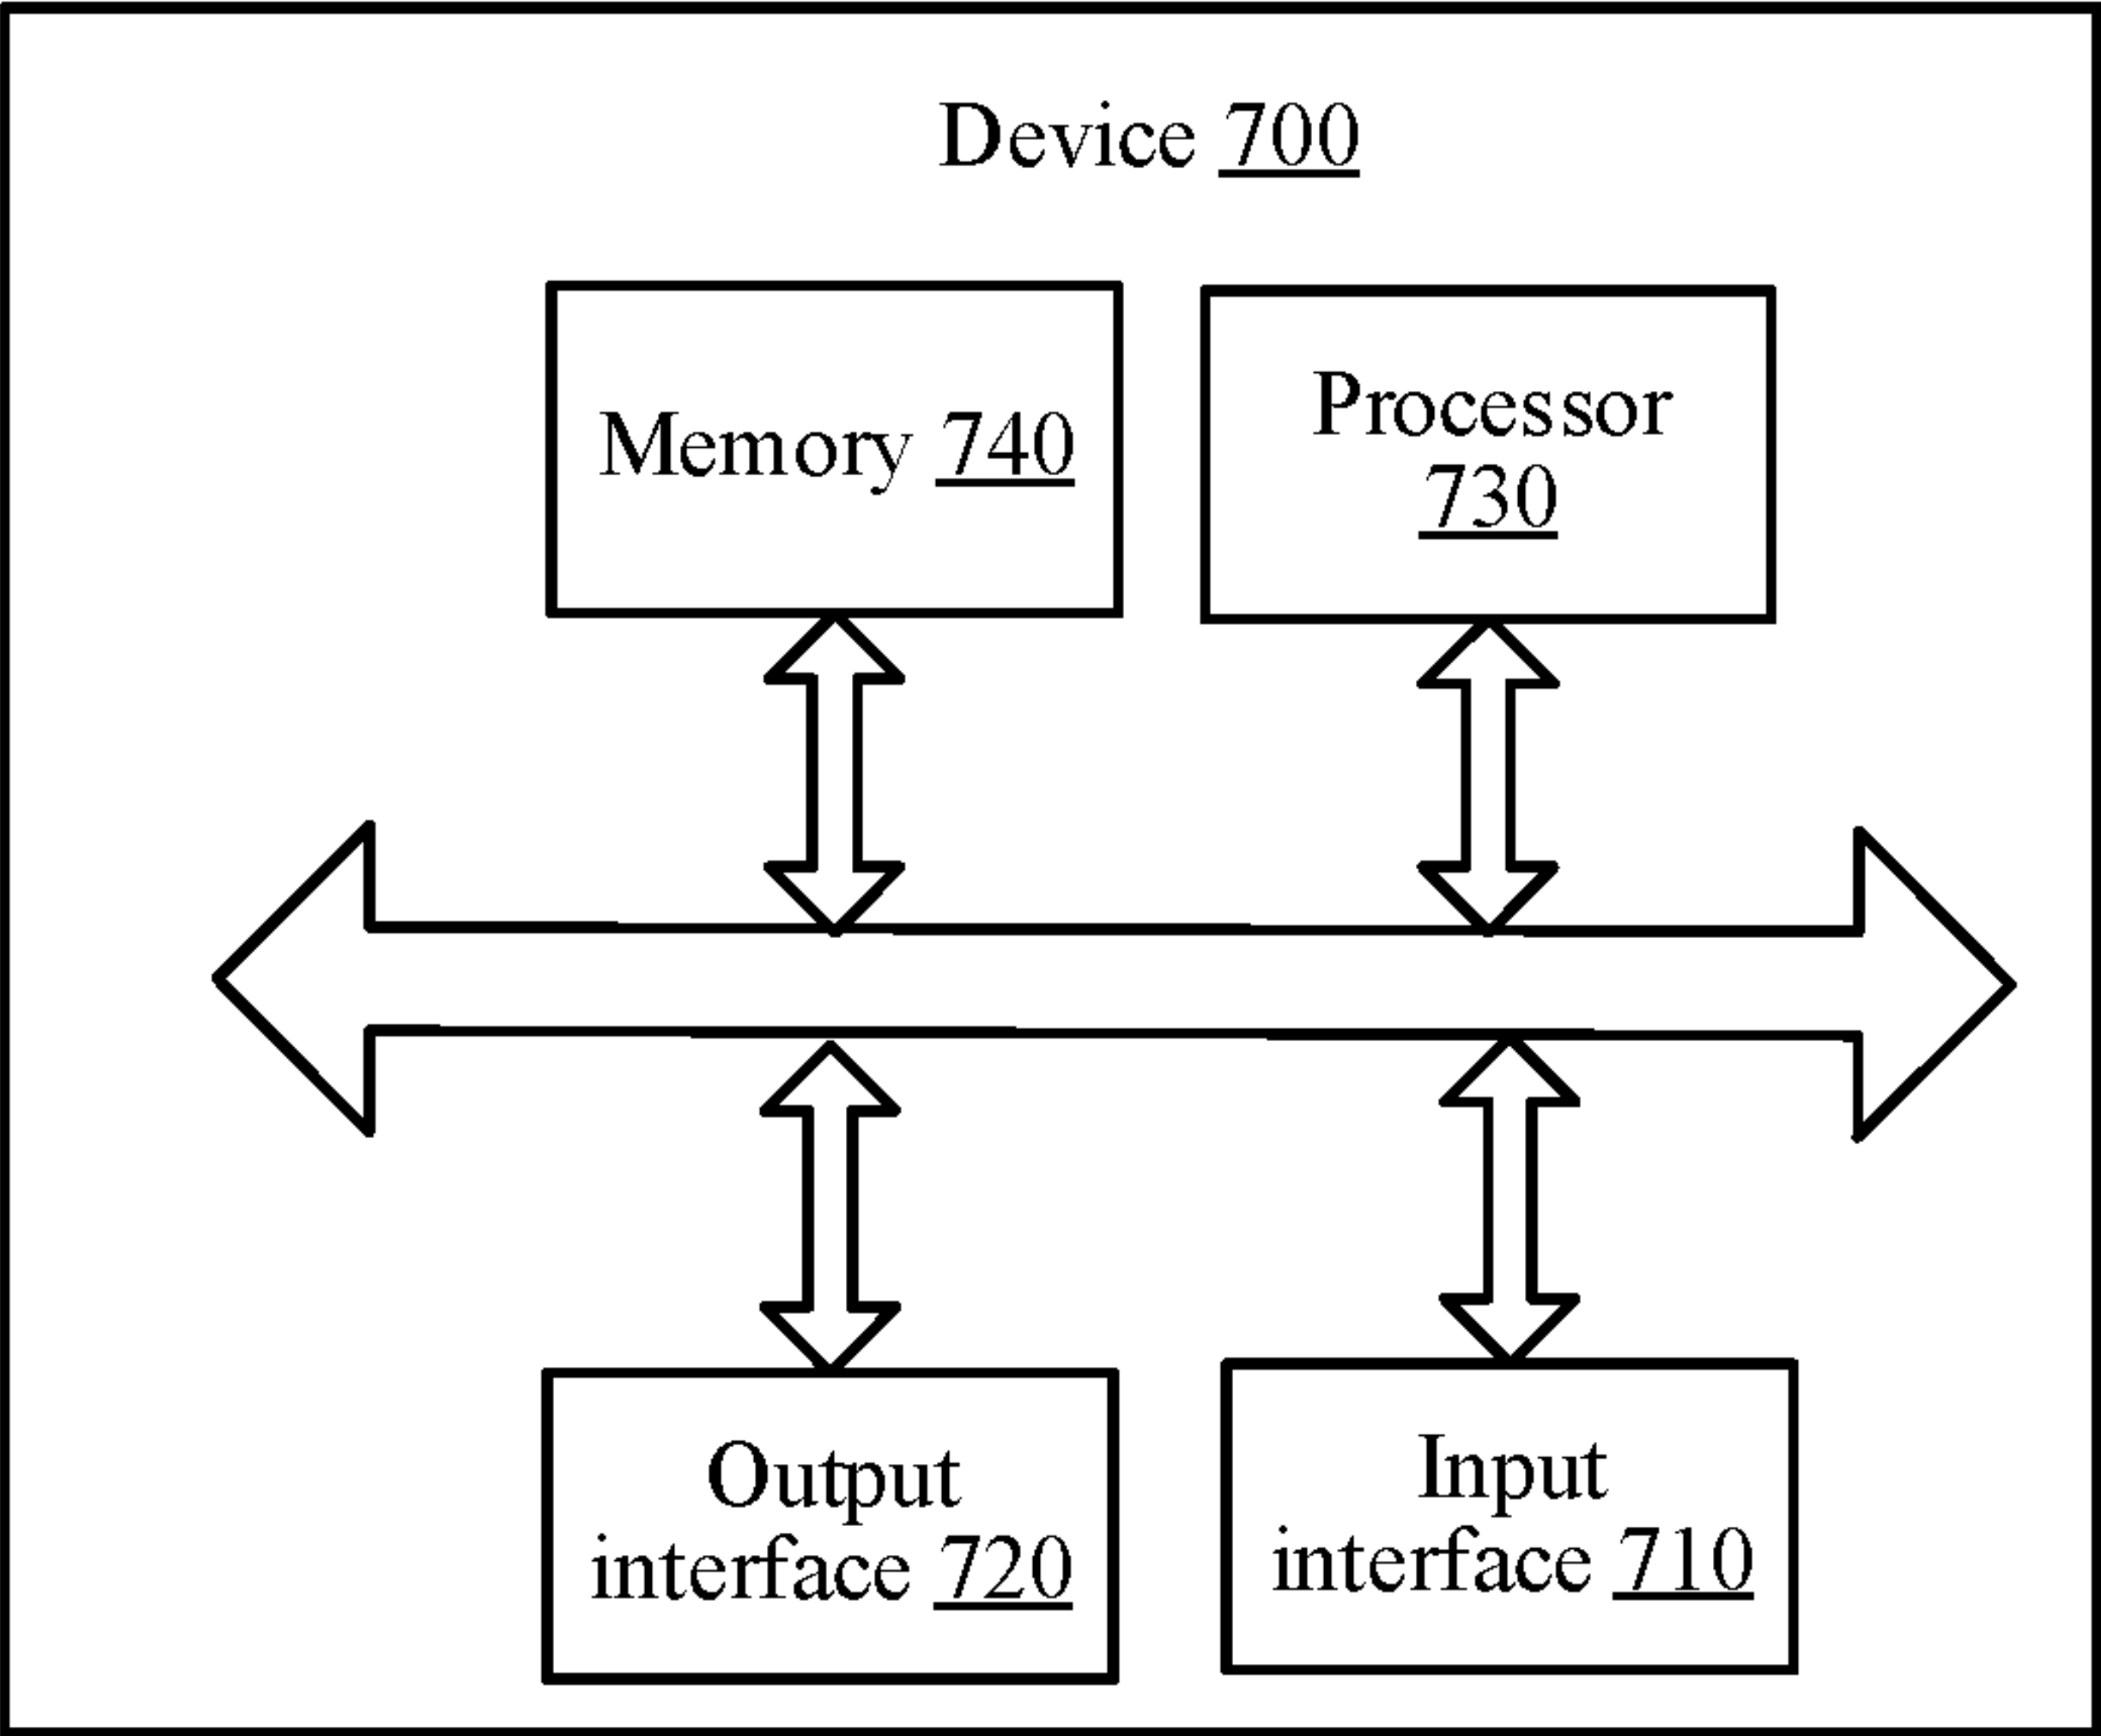 Device 700
Memory 740
Processor
730
Output
interface 720
Input
interface 710